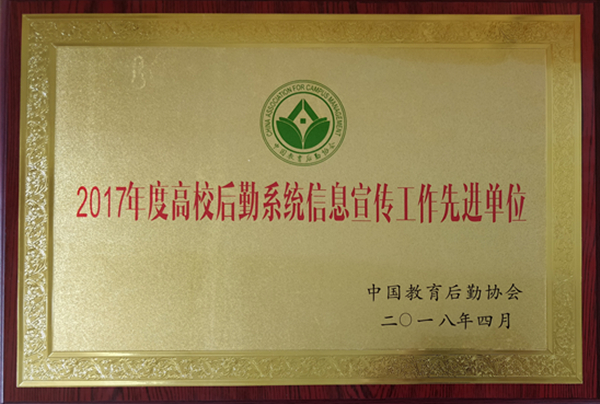 CHINA ASSOCIATION FOR CAMPUS MANAGEMENT
中国教育后勤协会
2017年度高校后勤系统信息宣传工作先进单位
中国教育后勤协会
二〇一八年四月